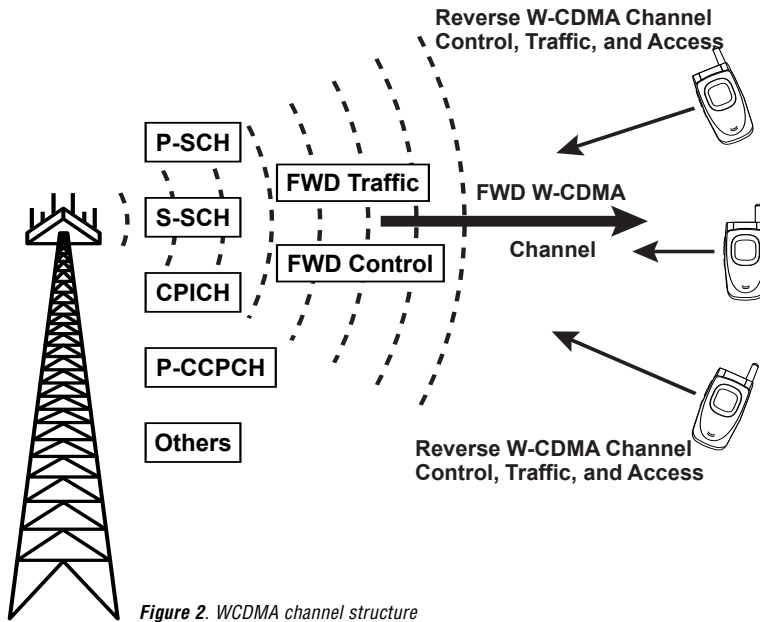 Reverse W-CDMA Channel
Control, Traffic, and Access
P-SCH
FWD Traffic
S-SCH
FWD W-CDMA
Channel
FWD Control
CPICH
P-CCPCH
Others
Reverse W-CDMA Channel
Control, Traffic, and Access
Figure 2. WCDMA channel structure